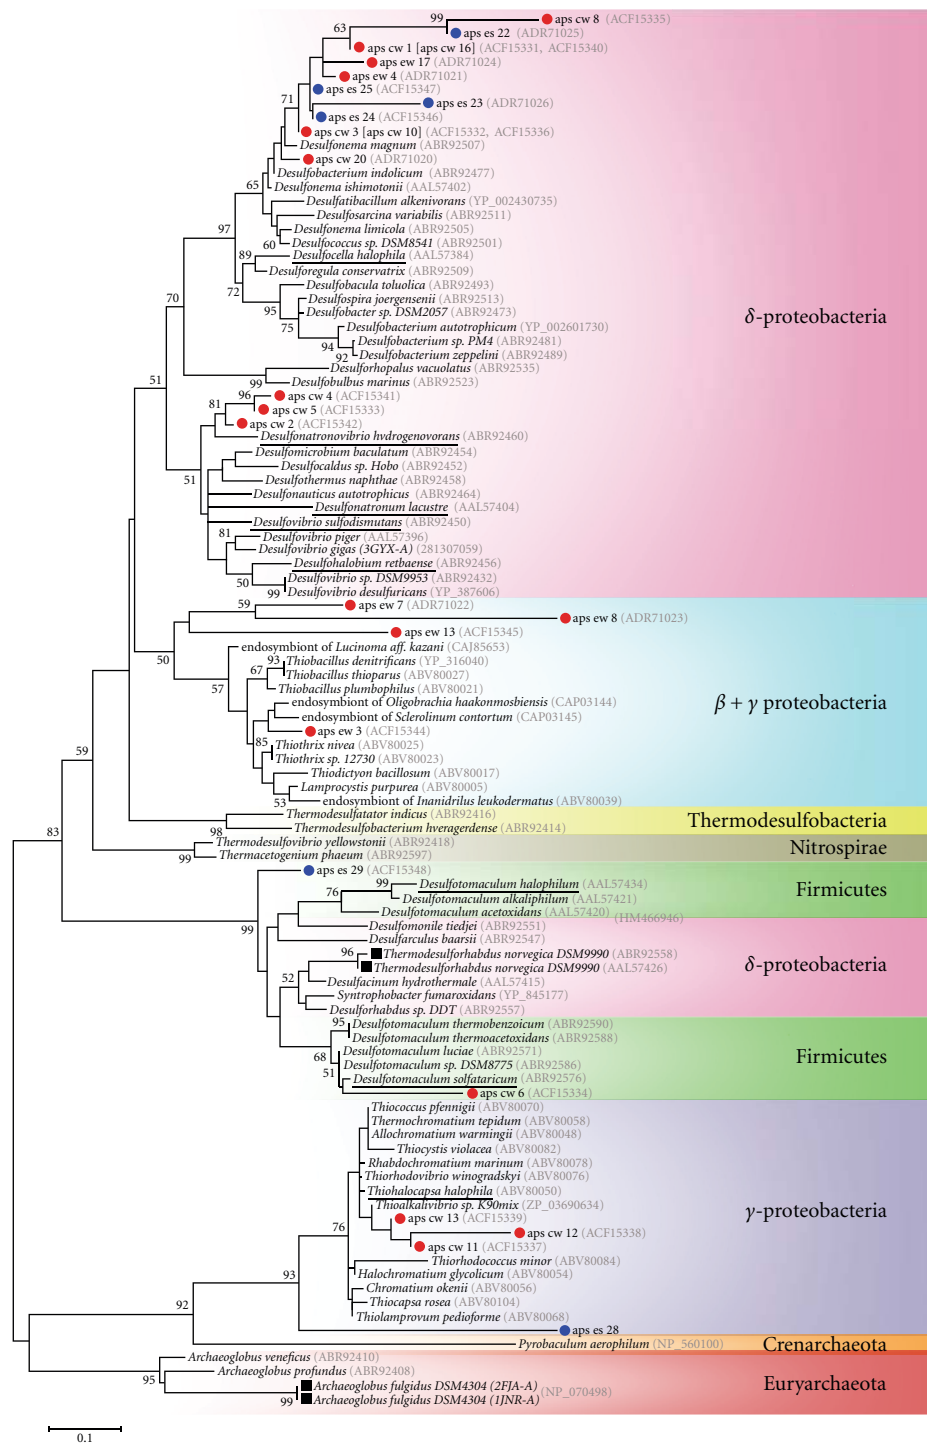 99
aps cw 8 (ACF15335)
63
aps es 22 (ADR71025)
aps cw 1 [aps cw 16] (ACF15331, ACF15340)
aps ew 17 (ADR71024)
aps ew 4 (ADR71021)
aps es 25 (ACF15347)
71
aps es 23 (ADR71026)
aps es 24 (ACF15346)
aps cw 3 [aps cw 10] (ACF15332, ACF15336)
Desulfonema magnum (ABR92507)
aps cw 20 (ADR71020)
Desulfobacterium indolicum (ABR92477)
65
Desulfonema ishimotonii (AAL57402)
Desulfatibacillum alkenivorans (YP_002430735)
Desulfosarcina variabilis (ABR92511)
97
Desulfonema limicola (ABR92505)
60
Desulfococcus sp. DSM8541 (ABR92501)
89
Desulfocella halophila (AAL57384)
Desulforegula conservatrix (ABR92509)
72
Desulfobacula toluolica (ABR92493)
Desulfospira joergensenii (ABR92513)
70
95
Desulfobacter sp. DSM2057 (ABR92473)
δ-proteobacteria
75
Desulfobacterium autotrophicum (YP_002601730)
94
Desulfobacterium sp. PM4 (ABR92481)
92
Desulfobacterium zeppelini (ABR92489)
Desulforhopalus vacuolatus (ABR92535)
51
99
Desulfobulbus marinus (ABR92523)
96
aps cw 4 (ACF15341)
81
aps cw 5 (ACF15333)
aps cw 2 (ACF15342)
Desulfonatronovibrio hvdrogenovorans (ABR92460)
Desulfomicrobium baculatum (ABR92454)
Desulfocaldus sp. Hobo (ABR92452)
51
Desulfothermus naphthae (ABR92458)
Desulfonauticus autotrophicus (ABR92464)
Desulfonatronum lacustre (AAL57404)
Desulfovibrio sulfodismutans (ABR92450)
81
Desulfovibrio piger (AAL57396)
Desulfovibrio gigas (3GYX-A) (281307059)
Desulfohalobium retbaense (ABR92456)
50
Desulfovibrio sp. DSM9953 (ABR92432)
99
Desulfovibrio desulfuricans (YP_387606)
59
aps ew 7 (ADR71022)
aps ew 8 (ADR71023)
aps ew 13 (ACF15345)
endosymbiont of Lucinoma aff. kazani (CAJ85653)
50
93
Thiobacillus denitrificans (YP_316040)
67
Thiobacillus thioparus (ABV80027)
57
Thiobacillus plumbophilus (ABV80021)
endosymbiont of Oligobrachia haakonmosbiensis (CAP03144)
β + γ proteobacteria
endosymbiont of Sclerolinum contortum (CAP03145)
aps ew 3 (ACF15344)
85
Thiothrix nivea (ABV80025)
59
Thiothrix sp. 12730 (ABV80023)
Thiodictyon bacillosum (ABV80017)
Lamprocystis purpurea (ABV80005)
53
endosymbiont of Inanidrilus leukodermatus (ABV80039)
Thermodesulfatator indicus (ABR92416)
Thermodesulfobacteria
98
Thermodesulfobacterium hveragerdense (ABR92414)
83
Thermodesulfovibrio yellowstonii (ABR92418)
Nitrospirae
99
Thermacetogenium phaeum (ABR92597)
aps es 29 (ACF15348)
99
Desulfotomaculum halophilum (AAL57434)
Firmicutes
76
Desulfotomaculum alkaliphilum (AAL57421)
Desulfotomaculum acetoxidans (AAL57420)
(HM466946)
99
Desulfomonile tiedjei (ABR92551)
Desulfarculus baarsii (ABR92547)
96
Thermodesulforhabdus norvegica DSM9990 (ABR92558)
Thermodesulforhabdus norvegica DSM9990 (AAL57426)
δ-proteobacteria
52
Desulfacinum hydrothermale (AAL57415)
Syntrophobacter fumaroxidans (YP_845177)
Desulforhabdus sp. DDT (ABR92557)
95
Desulfotomaculum thermobenzoicum (ABR92590)
Desulfotomaculum thermoacetoxidans (ABR92588)
68
Desulfotomaculum luciae (ABR92571)
Firmicutes
51
Desulfotomaculum sp. DSM8775 (ABR92586)
Desulfotomaculum solfataricum (ABR92576)
aps cw 6 (ACF15334)
Thiococcus pfennigii (ABV80070)
Thermochromatium tepidum (ABV80058)
Allochromatium warmingii (ABV80048)
Thiocystis violacea (ABV80082)
Rhabdochromatium marinum (ABV80078)
Thiorhodovibrio winogradskyi (ABV80076)
Thiohalocapsa halophila (ABV80050)
Thioalkalivibrio sp. K90mix (ZP_03690634)
γ-proteobacteria
76
aps cw 13 (ACF15339)
aps cw 12 (ACF15338)
aps cw 11 (ACF15337)
Thiorhodococcus minor (ABV80084)
93
Halochromatium glycolicum (ABV80054)
Chromatium okenii (ABV80056)
92
Thiocapsa rosea (ABV80104)
Thiolamprovum pedioforme (ABV80068)
aps es 28
Pyrobaculum aerophilum (NP_560100)
Crenarchaeota
Archaeoglobus veneficus (ABR92410)
95
Archaeoglobus profundus (ABR92408)
Euryarchaeota
Archaeoglobus fulgidus DSM4304 (2FJA-A)
(NP_070498)
99
Archaeoglobus fulgidus DSM4304 (1JNR-A)
0.1